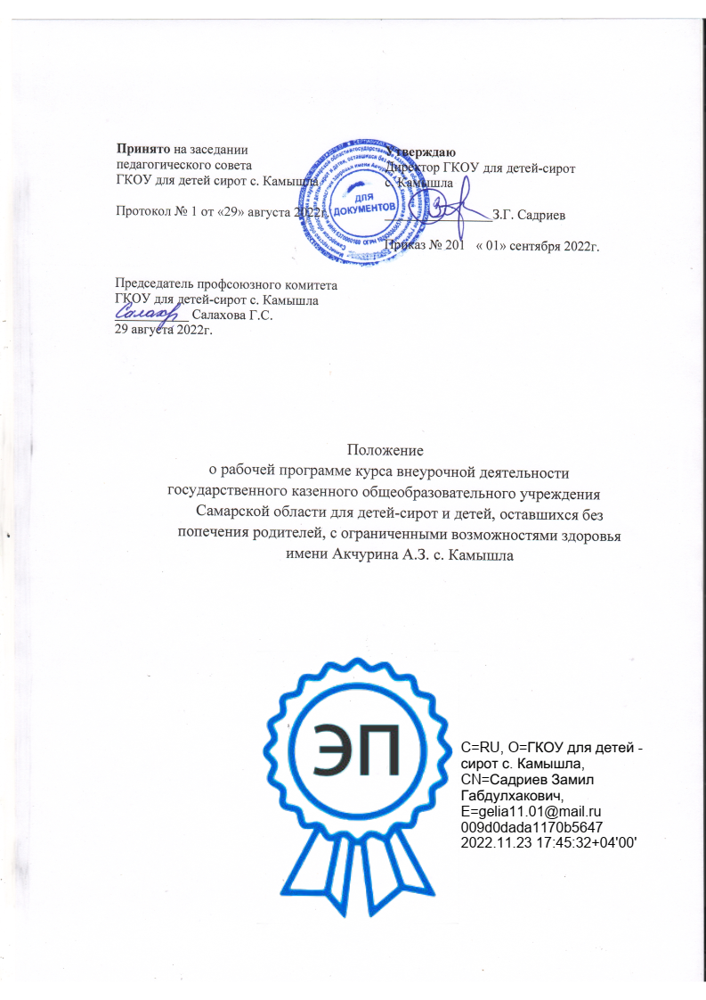 Принято на заседании
педагогического совета
ГКОУ для детей сирот с. Камышла
Протокол № 1 от «29» августа 2022г.
Утверждаю
Директор ГКОУ для детей-сирот
с. Камышла
З.Г. Садриев
Приказ № 201 « 01» сентября 2022г.
ДЛЯ
ДОКУМЕНТОВ
Председатель профсоюзного комитета
ГКОУ для детей-сирот с. Камышла
Салахова Г.С.
29 августа 2022г.
Положение
о рабочей программе курса внеурочной деятельности
государственного казенного общеобразовательного учреждения
Самарской области для детей-сирот и детей, оставшихся без
попечения родителей, с ограниченными возможностями здоровья
имени Акчурина А.З. с. Камышла
ЭП
C=RU, O=ГКОУ для детей -
сирот с. Камышла,
CN=Садриев Замил
Габдулхакович,
E=gelia11.01@mail.ru
009d0dada1170b5647
2022.11.23 17:45:32+04'00'